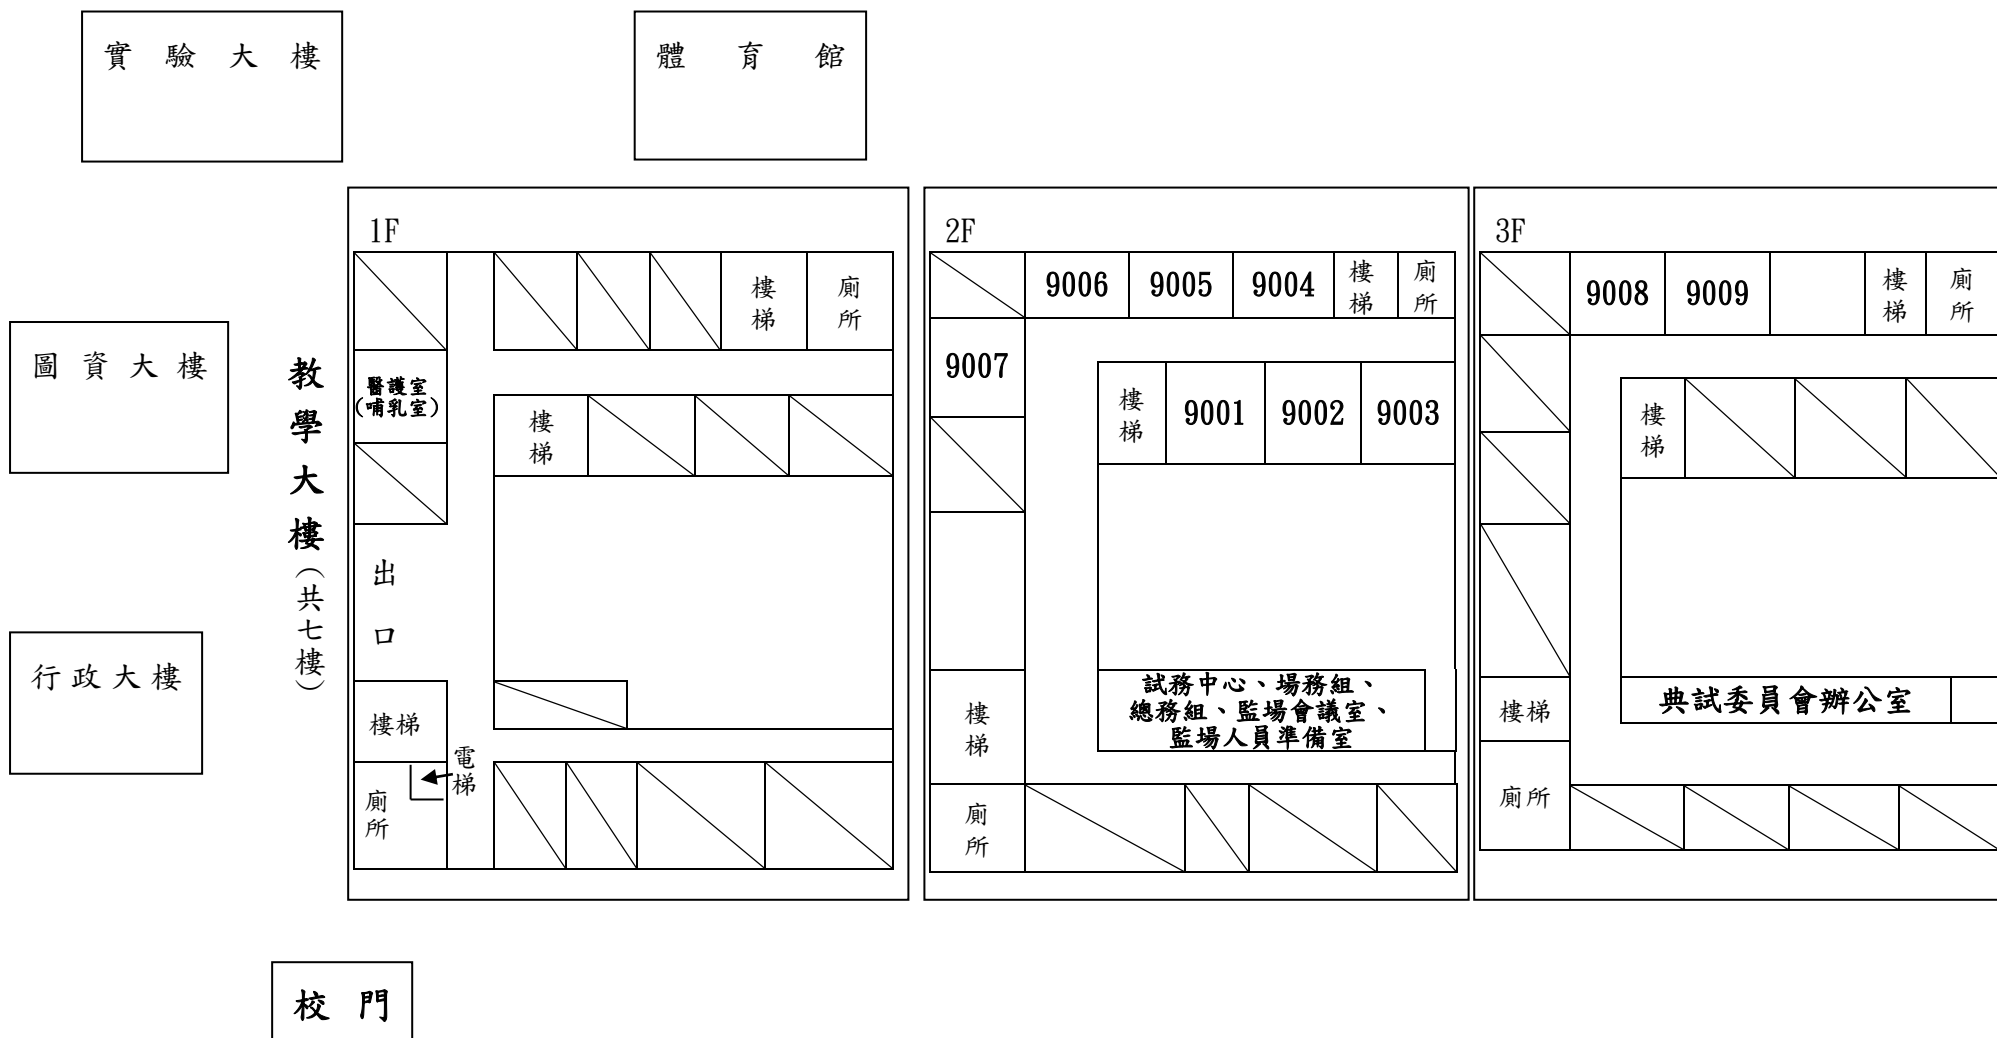 實驗大樓
體育館
圖資大樓
行政大樓
教學大樓(共七樓)
1F
樓梯
廁所
醫護室
(哺乳室)
樓梯
出口
樓梯
電梯
廁所
2F
9006
9005
9004
樓梯
廁所
9007
樓梯
9001
9002
9003
試務中心、場務組、
總務組、監場會議室、
監場人員準備室
樓梯
廁所
3F
9008
9009
樓梯
廁所
樓梯
典試委員會辦公室
樓梯
廁所
校門